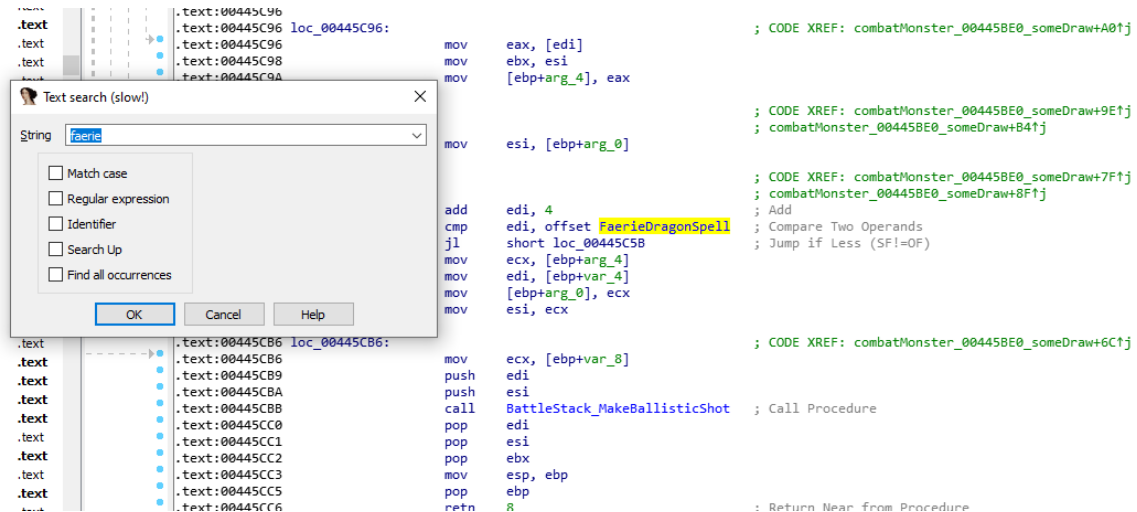 .text:00445C96
.text .text:00445C96 loc_00445C96: ; CODE XREF: combatMonster_00445BE0_someDraw+A0↑j
.text .text:00445C96 mov eax, [edi]
.text .text:00445C98 mov ebx, esi
.text:00445C9A mov [ebp+arg_4], eax
Text search (slow!)
; CODE XREF: combatMonster_00445BE0_someDraw+9E↑j
; combatMonster_00445BE0_someDraw+B4↑j
String faerie
mov esi, [ebp+arg_0]
Match case
; CODE XREF: combatMonster_00445BE0_someDraw+7F↑j
; combatMonster_00445BE0_someDraw+8F↑j
Regular expression
add edi, 4 ; Add
Identifier
cmp edi, offset FaerieDragonSpell ; Compare Two Operands
jl short loc_00445C5B ; Jump if Less (SF!=OF)
Search Up
mov ecx, [ebp+arg_4]
Find all occurrences
mov edi, [ebp+var_4]
mov [ebp+arg_0], ecx
mov esi, ecx
OK Cancel Help
.text .text:00445CB6 loc_00445CB6: ; CODE XREF: combatMonster_00445BE0_someDraw+6C↑j
.text .text:00445CB6 mov ecx, [ebp+var_8]
.text .text:00445CB9 push edi
.text .text:00445CBA push esi
.text .text:00445CBB call BattleStack_MakeBallisticShot ; Call Procedure
.text .text:00445CC0 pop edi
.text .text:00445CC1 pop esi
.text .text:00445CC2 pop ebx
.text .text:00445CC3 mov esp, ebp
.text .text:00445CC5 pop ebp
.text:00445CC6 retn 8 ; Return Near from Procedure